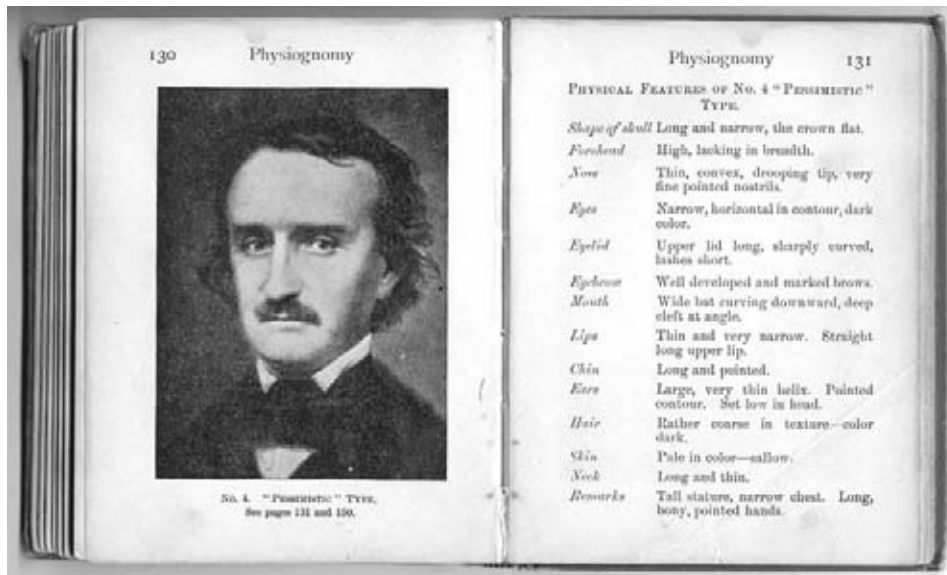 130 Physiognomy
No. 4. "Pessimistic" Type.
See pages 131 and 150.
Physiognomy 131
Physical Features of No. 4 "Pessimistic"
Type.
Shape of skull Long and narrow, the crown flat.
Forehead High, lacking in breadth.
Nose Thin, convex, drooping tip, very
fine pointed nostrils.
Eyes Narrow, horizontal in contour, dark
color.
Eyelid Upper lid long, sharply curved,
lashes short.
Eyebrow Well developed and marked brows.
Mouth Wide but curving downward, deep
cleft at angle.
Lips Thin and very narrow. Straight
long upper lip.
Chin Long and pointed.
Ears Large, very thin helix. Pointed
contour. Set low in head.
Hair Rather coarse in texture—color
dark.
Skin Pale in color—sallow.
Neck Long and thin.
Remarks Tall stature, narrow chest. Long,
bony, pointed hands.